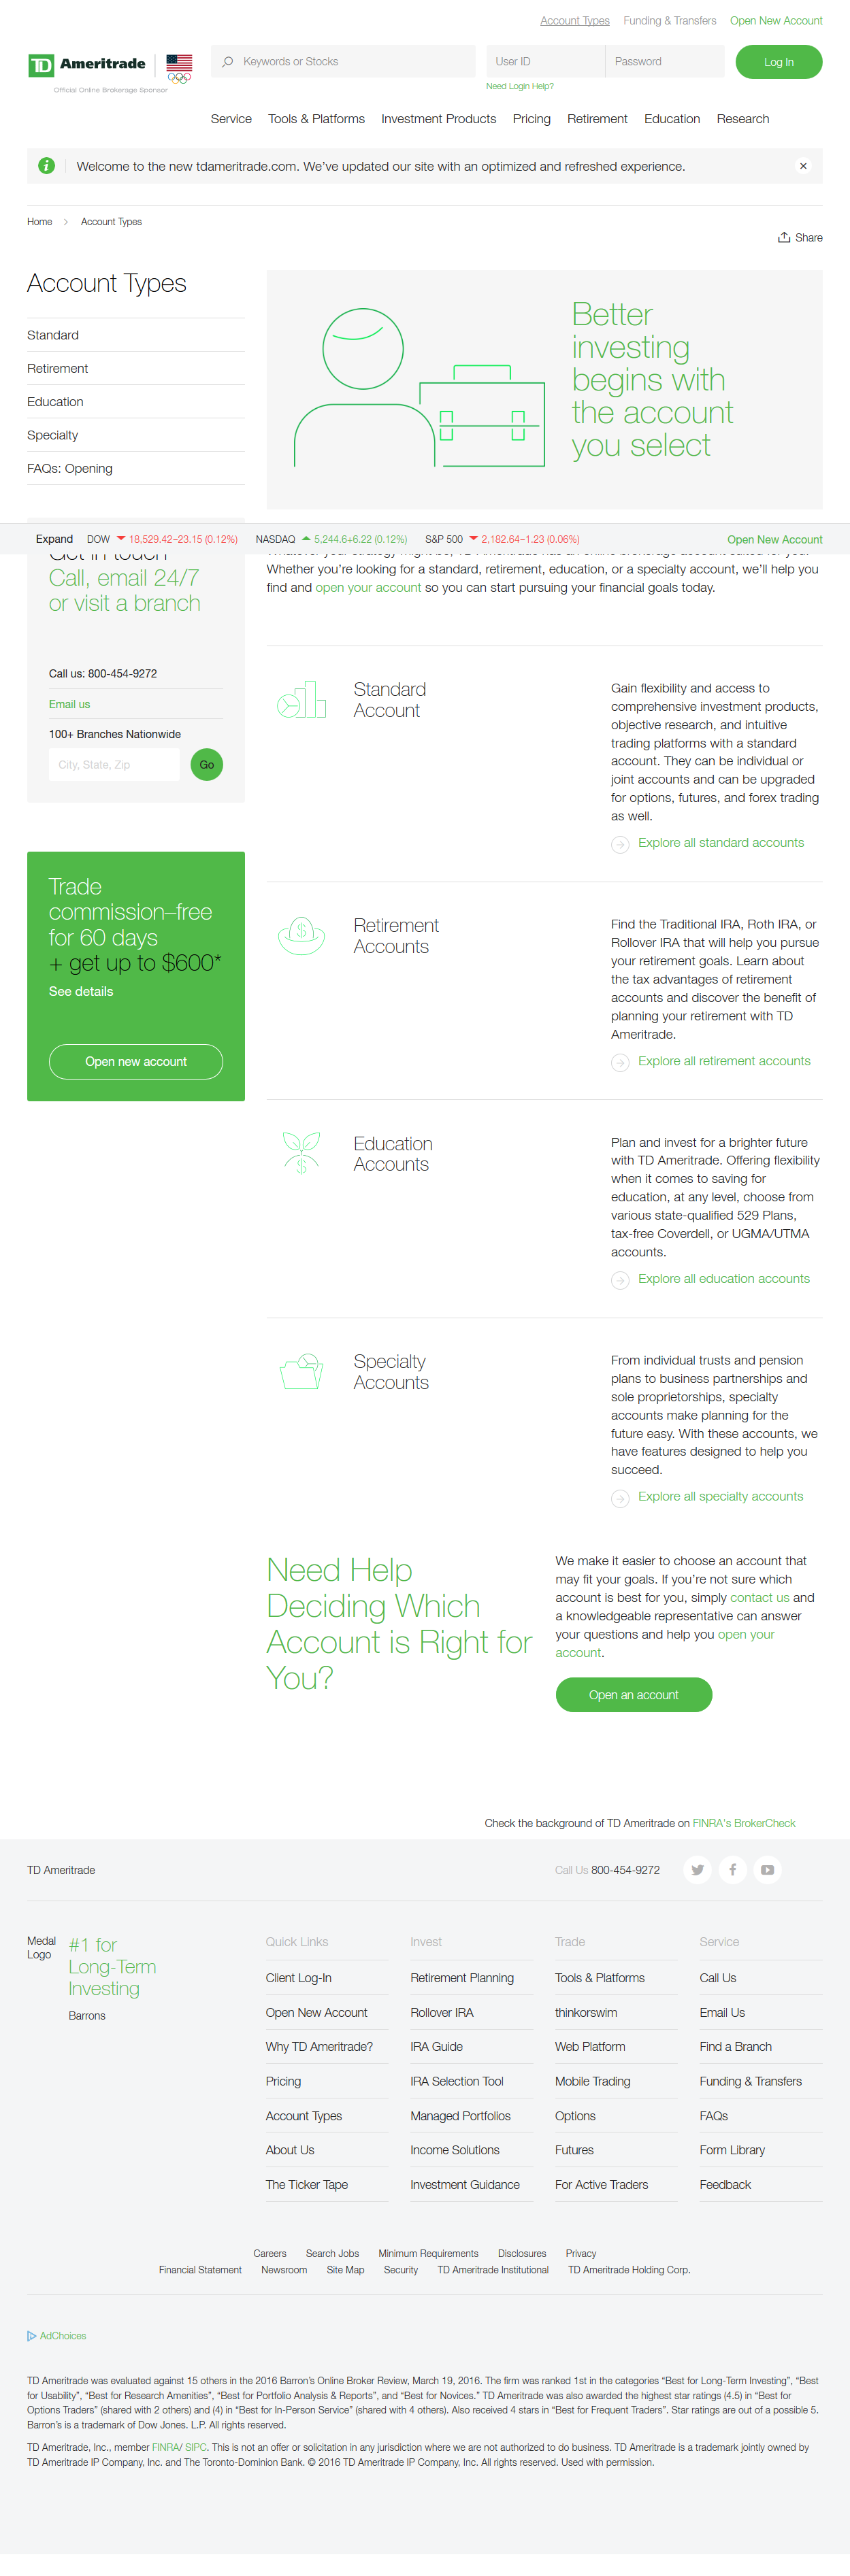 Account Types Funding & Transfers Open New Account
TD Ameritrade
Official Online Brokerage Sponsor
Keywords or Stocks
User ID
Password
Log In
Need Login Help?
Service Tools & Platforms Investment Products Pricing Retirement Education Research
Welcome to the new tdameritrade.com. We've updated our site with an optimized and refreshed experience.
Home Account Types
Share
Account Types
Standard
Retirement
Education
Specialty
FAQs: Opening
Better
investing
begins with
the account
you select
Expand DOW 18,529.42–23.15 (0.12%) NASDAQ 5,244.6+6.22 (0.12%) S&P 500 2,182.64–1.23 (0.06%) Open New Account
Get in touch
Call, email 24/7
or visit a branch
Call us: 800-454-9272
Email us
100+ Branches Nationwide
City, State, Zip
Go
Whether you're looking for a standard, retirement, education, or a specialty account, we'll help you
find and open your account so you can start pursuing your financial goals today.
Trade
commission–free
for 60 days
+ get up to $600*
See details
Open new account
Standard
Account
Gain flexibility and access to
comprehensive investment products,
objective research, and intuitive
trading platforms with a standard
account. They can be individual or
joint accounts and can be upgraded
for options, futures, and forex trading
as well.
Explore all standard accounts
Retirement
Accounts
Find the Traditional IRA, Roth IRA, or
Rollover IRA that will help you pursue
your retirement goals. Learn about
the tax advantages of retirement
accounts and discover the benefit of
planning your retirement with TD
Ameritrade.
Explore all retirement accounts
Education
Accounts
Plan and invest for a brighter future
with TD Ameritrade. Offering flexibility
when it comes to saving for
education, at any level, choose from
various state-qualified 529 Plans,
tax-free Coverdell, or UGMA/UTMA
accounts.
Explore all education accounts
Specialty
Accounts
From individual trusts and pension
plans to business partnerships and
sole proprietorships, specialty
accounts make planning for the
future easy. With these accounts, we
have features designed to help you
succeed.
Explore all specialty accounts
Need Help
Deciding Which
Account is Right for
You?
We make it easier to choose an account that
may fit your goals. If you're not sure which
account is best for you, simply contact us and
a knowledgeable representative can answer
your questions and help you open your
account.
Open an account
Check the background of TD Ameritrade on FINRA's BrokerCheck
TD Ameritrade
Call Us 800-454-9272
Medal
Logo
#1 for
Long-Term
Investing
Barrons
Quick Links
Client Log-In
Open New Account
Why TD Ameritrade?
Pricing
Account Types
About Us
The Ticker Tape
Invest
Retirement Planning
Rollover IRA
IRA Guide
IRA Selection Tool
Managed Portfolios
Income Solutions
Investment Guidance
Trade
Tools & Platforms
thinkorswim
Web Platform
Mobile Trading
Options
Futures
For Active Traders
Service
Call Us
Email Us
Find a Branch
Funding & Transfers
FAQs
Form Library
Feedback
Careers Search Jobs Minimum Requirements Disclosures Privacy
Financial Statement Newsroom Site Map Security TD Ameritrade Institutional TD Ameritrade Holding Corp.
AdChoices
TD Ameritrade was evaluated against 15 others in the 2016 Barron's Online Broker Review, March 19, 2016. The firm was ranked 1st in the categories "Best for Long-Term Investing", "Best
for Usability", "Best for Research Amenities", "Best for Portfolio Analysis & Reports", and "Best for Novices." TD Ameritrade was also awarded the highest star ratings (4.5) in "Best for
Options Traders" (shared with 2 others) and (4) in "Best for In-Person Service" (shared with 4 others). Also received 4 stars in "Best for Frequent Traders". Star ratings are out of a possible 5.
Barron's is a trademark of Dow Jones. L.P. All rights reserved.
TD Ameritrade, Inc., member FINRA/ SIPC. This is not an offer or solicitation in any jurisdiction where we are not authorized to do business. TD Ameritrade is a trademark jointly owned by
TD Ameritrade IP Company, Inc. and The Toronto-Dominion Bank. © 2016 TD Ameritrade IP Company, Inc. All rights reserved. Used with permission.